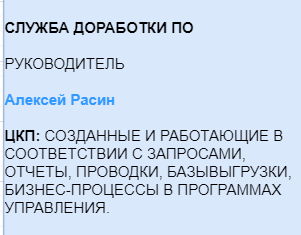 СЛУЖБА ДОРАБОТКИ ПО
РУКОВОДИТЕЛЬ
Алексей Расин
ЦКП: СОЗДАННЫЕ И РАБОТАЮЩИЕ В
СООТВЕТСТВИИ С ЗАПРОСАМИ,
ОТЧЕТЫ, ПРОВОДКИ, БАЗЫВЫГРУЗКИ,
БИЗНЕС-ПРОЦЕССЫ В ПРОГРАММАХ
УПРАВЛЕНИЯ.